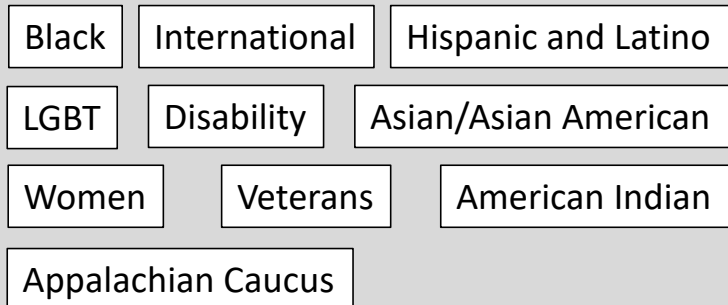 Black International Hispanic and Latino
LGBT Disability Asian/Asian American
Women Veterans American Indian
Appalachian Caucus